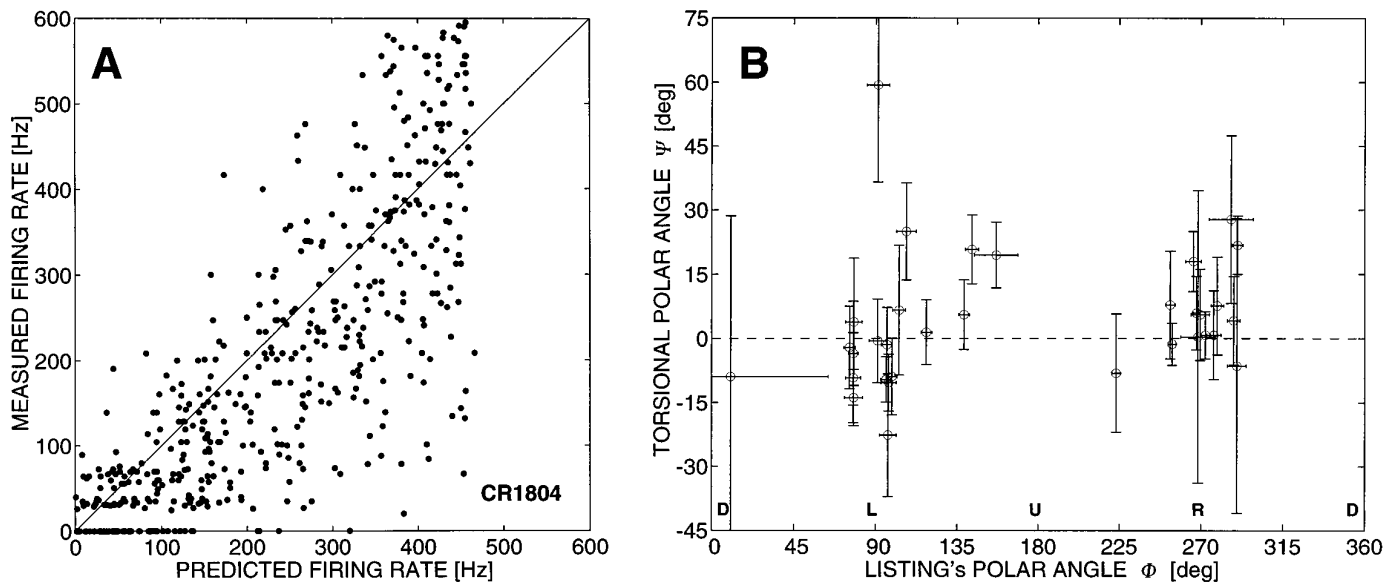 A
MEASURED FIRING RATE [Hz]
600
500
400
300
200
100
0
CR1804
0 100 200 300 400 500 600
PREDICTED FIRING RATE [Hz]
B
TORSIONAL POLAR ANGLE Ψ [deg]
75
60
45
30
15
0
-15
-30
-45
D L U R D
0 45 90 135 180 225 270 315 360
LISTING's POLAR ANGLE Φ [deg]